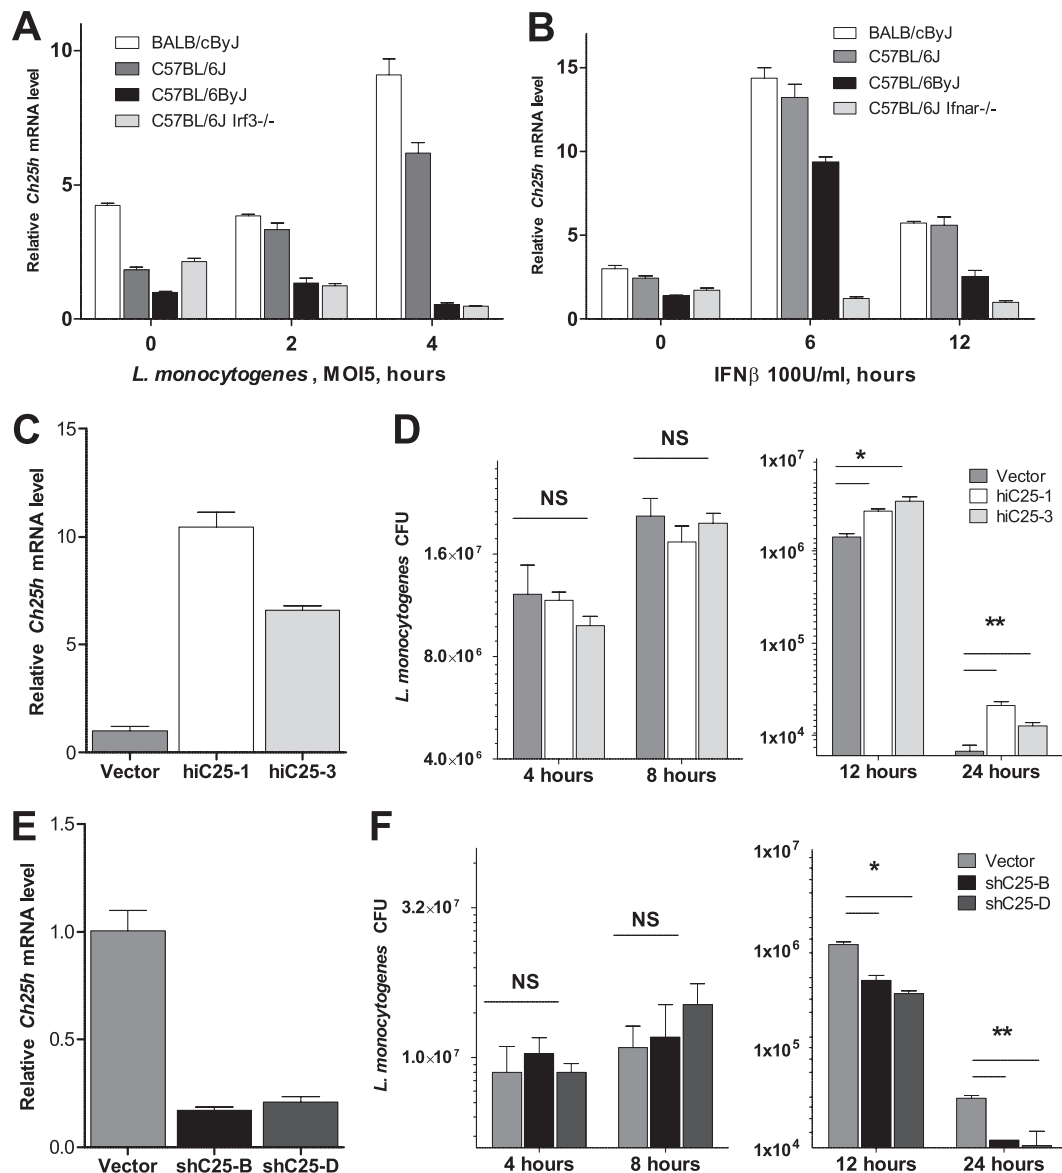 A
Relative Ch25h mRNA level
10
5
0
BALB/cByJ
C57BL/6J
C57BL/6ByJ
C57BL/6J Irf3-/-
0 2 4
L. monocytogenes , MOI5, hours
B
Relative Ch25h mRNA level
15
10
5
0
BALB/cByJ
C57BL/6J
C57BL/6ByJ
C57BL/6J Ifnar-/-
0 6 12
IFNβ 100U/ml, hours
C
Relative Ch25h mRNA level
15
10
5
0
Vector hiC25-1 hiC25-3
D
L. monocytogenes CFU
1.6×10⁷
8.0×10⁶
4.0×10⁶
NS
NS
4 hours 8 hours
1x10⁷
1x10⁶
1x10⁵
1x10⁴
*
**
Vector
hiC25-1
hiC25-3
12 hours 24 hours
E
Relative Ch25h mRNA level
1.5
1.0
0.5
0.0
Vector shC25-B shC25-D
F
L. monocytogenes CFU
3.2×10⁷
1.0×10⁷
NS
NS
4 hours 8 hours
1x10⁷
1x10⁶
1x10⁵
1x10⁴
*
**
Vector
shC25-B
shC25-D
12 hours 24 hours